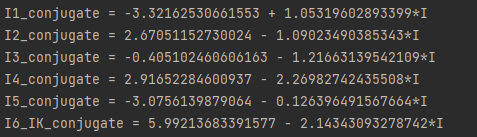 I1_conjugate = -3.32162530661553 + 1.05319602893399*I
I2_conjugate = 2.67051152730024 - 1.09023490385343*I
I3_conjugate = -0.405102460606163 - 1.21663139542109*I
I4_conjugate = 2.91652284600937 - 2.26982742435508*I
I5_conjugate = -3.0756139879064 - 0.126396491567664*I
I6_IK_conjugate = 5.99213683391577 - 2.14343093278742*I